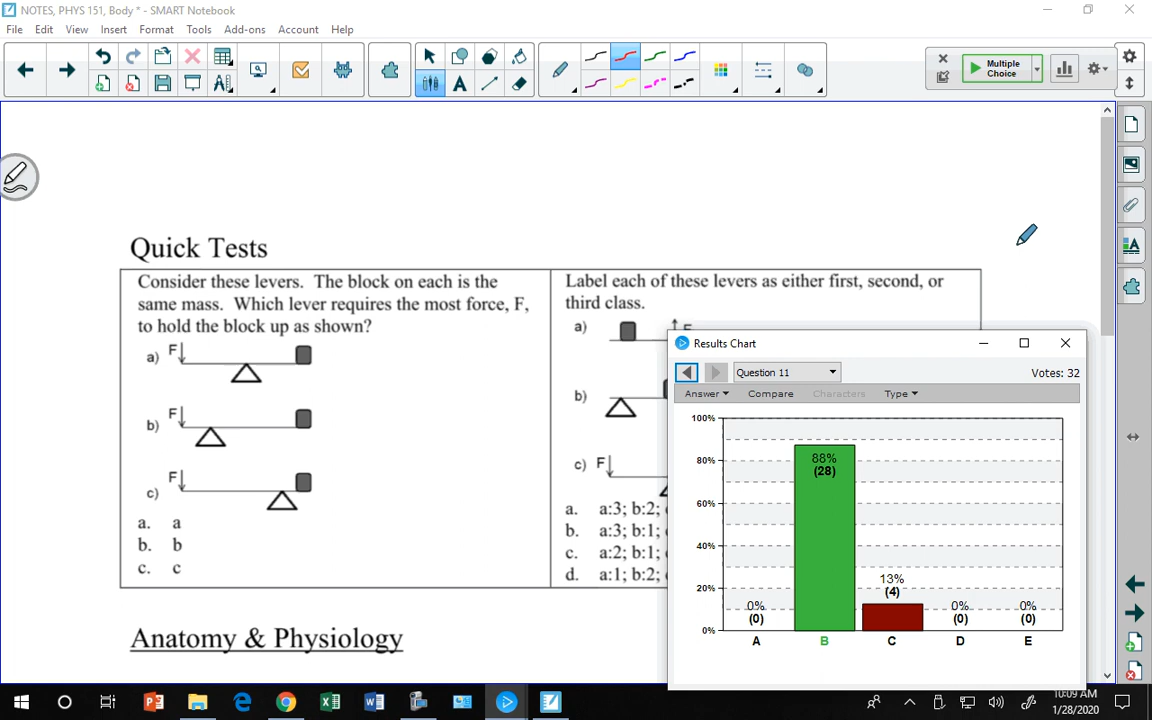 NOTES, PHYS 151, Body * - SMART Notebook
File Edit View Insert Format Tools Add-ons Account Help
A
Multiple
Choice
Quick Tests
Consider these levers. The block on each is the
same mass. Which lever requires the most force, F,
to hold the block up as shown?
a) F
b) F
c) F
a. a
b. b
c. c
Label each of these levers as either first, second, or
third class.
a)
b)
c) F
a. a:3; b:2;
b. a:3; b:1;
c. a:2; b:1;
d. a:1; b:2;
Results Chart
Question 11
Votes: 32
Answer Compare Characters Type
100%
80%
60%
40%
20%
0%
88%
(28)
13%
(4)
0%
(0)
0%
(0)
0%
(0)
A B C D E
Anatomy & Physiology
10:09 AM
1/28/2020